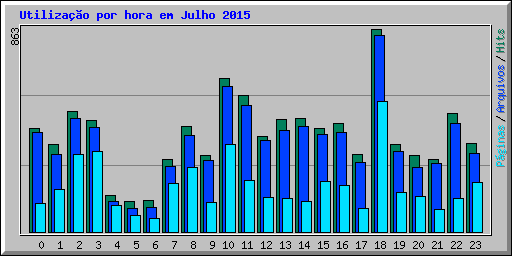 Utilização por hora em Julho 2015
863
Páginas / Arquivos / Hits
0 1 2 3 4 5 6 7 8 9 10 11 12 13 14 15 16 17 18 19 20 21 22 23